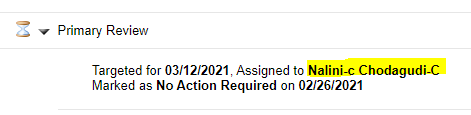 Primary Review
Targeted for 03/12/2021, Assigned to Nalini-c Chodagudi-C
Marked as No Action Required on 02/26/2021